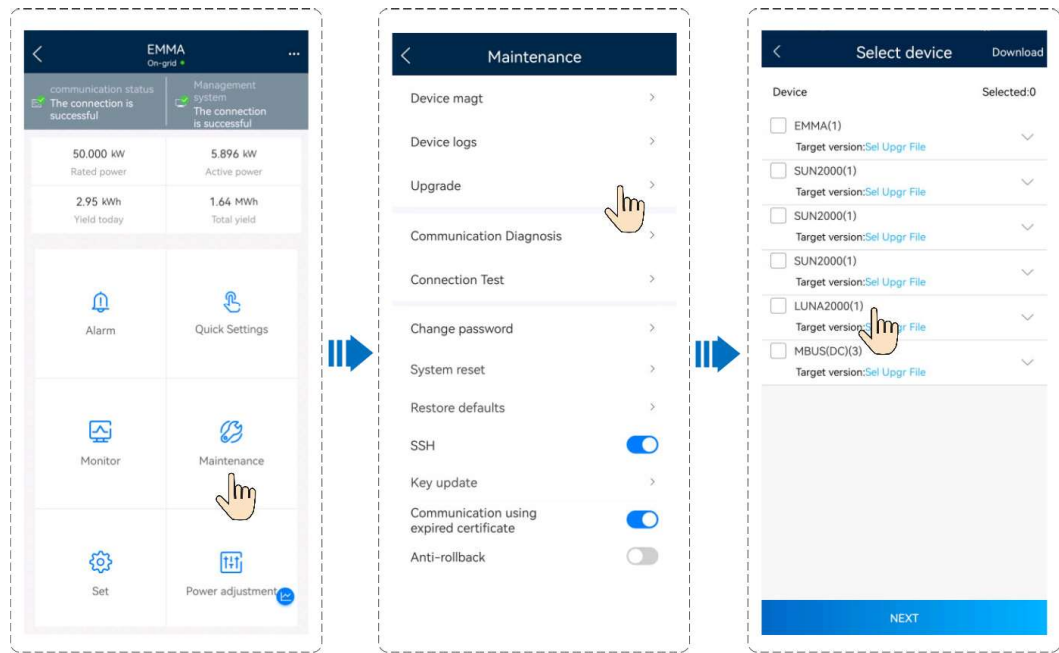 EMMA
On-grid
communication status
The connection is
successful
Management
system
The connection
is successful
50.000 kW
5.896 kW
Rated power
Active power
2.95 kWh
1.64 MWh
Yield today
Total yield
Alarm
Quick Settings
Monitor
Maintenance
Set
Power adjustment
Maintenance
Device magt
Device logs
Upgrade
Communication Diagnosis
Connection Test
Change password
System reset
Restore defaults
SSH
Key update
Communication using
expired certificate
Anti-rollback
Select device
Download
Device
Selected:0
EMMA(1)
Target version:Sel Upgr File
SUN2000(1)
Target version:Sel Upgr File
SUN2000(1)
Target version:Sel Upgr File
SUN2000(1)
Target version:Sel Upgr File
LUNA2000(1)
Target version gr File
MBUS(DC)(3)
Target version:Sel Upgr File
NEXT